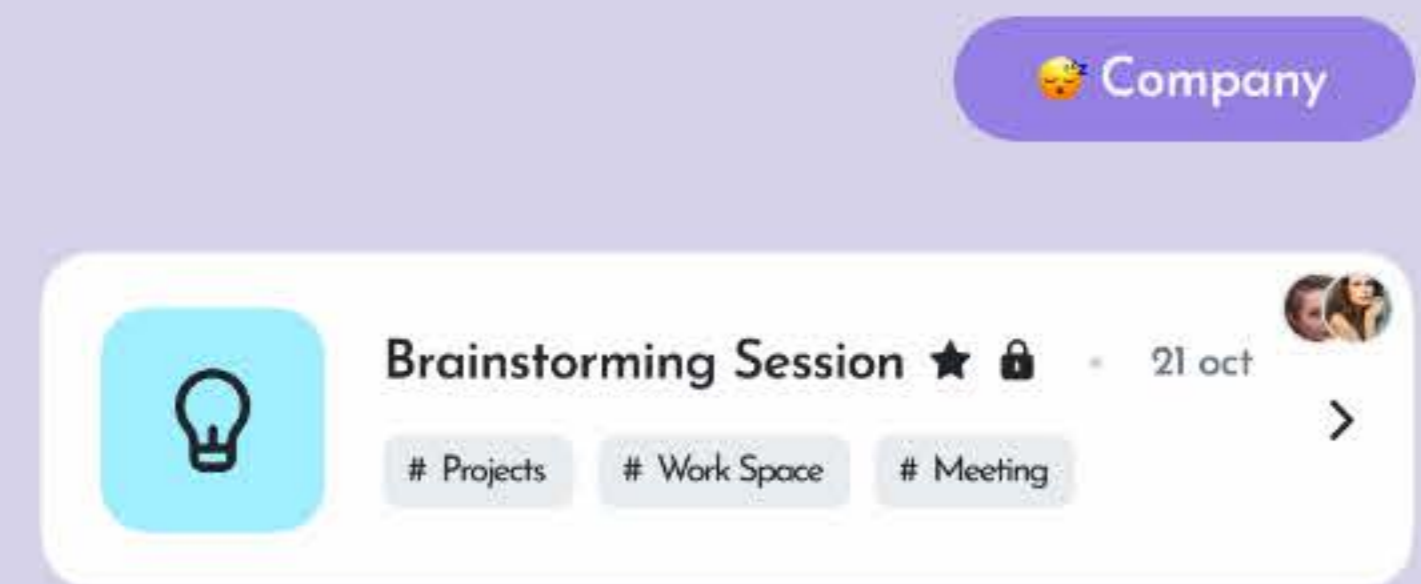 😴 Company
Brainstorming Session • 21 oct
# Projects # Work Space # Meeting